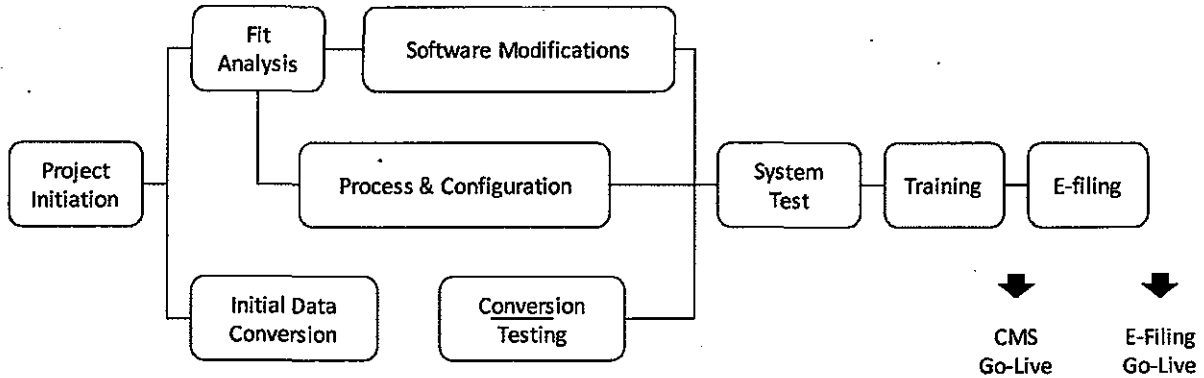 Fit
Analysis
Software Modifications
Project
Initiation
Process & Configuration
System
Test
Training
E-filing
Initial Data
Conversion
Conversion
Testing
CMS
Go-Live
E-Filing
Go-Live